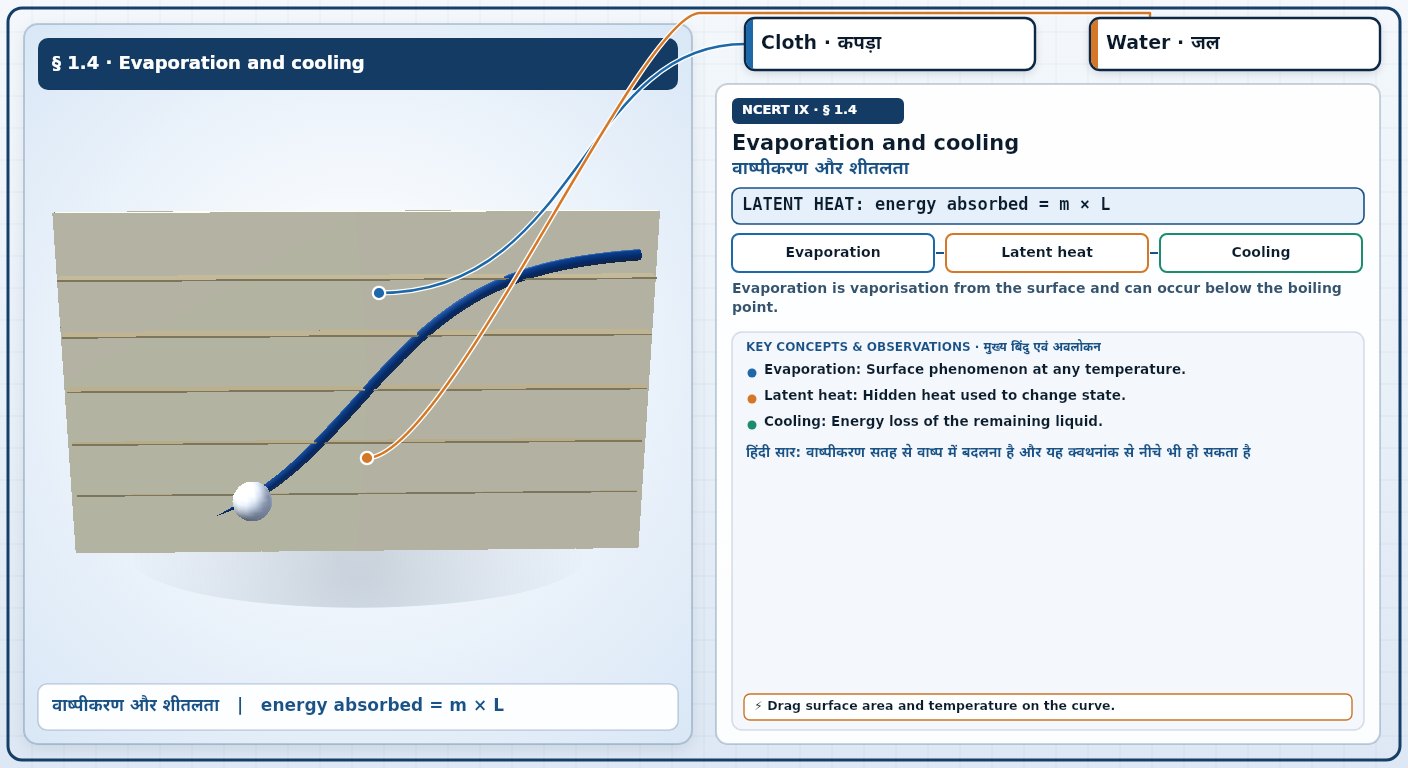 § 1.4 · Evaporation and cooling
Cloth · कपड़ा
Water · जल
NCERT IX · § 1.4
Evaporation and cooling
वाष्पीकरण और शीतलता
LATENT HEAT: energy absorbed = m × L
Evaporation
Latent heat
Cooling
Evaporation is vaporisation from the surface and can occur below the boiling
point.
KEY CONCEPTS & OBSERVATIONS · मुख्य बिंदु एवं अवलोकन
Evaporation: Surface phenomenon at any temperature.
Latent heat: Hidden heat used to change state.
Cooling: Energy loss of the remaining liquid.
हिंदी सार: वाष्पीकरण सतह से वाष्प में बदलना है और यह क्वथनांक से नीचे भी हो सकता है
⚡ Drag surface area and temperature on the curve.
वाष्पीकरण और शीतलता | energy absorbed = m × L